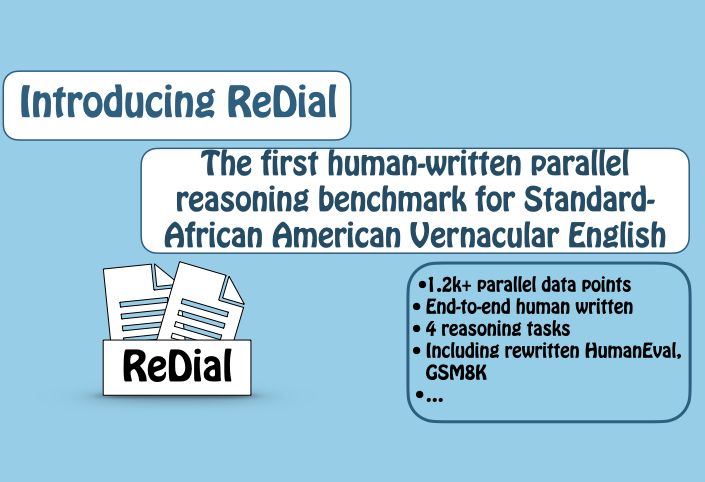 Introducing ReDial
The first human-written parallel
reasoning benchmark for Standard-
African American Vernacular English
•1.2k+ parallel data points
• End-to-end human written
• 4 reasoning tasks
• Including rewritten HumanEval,
GSM8K
•...
ReDial